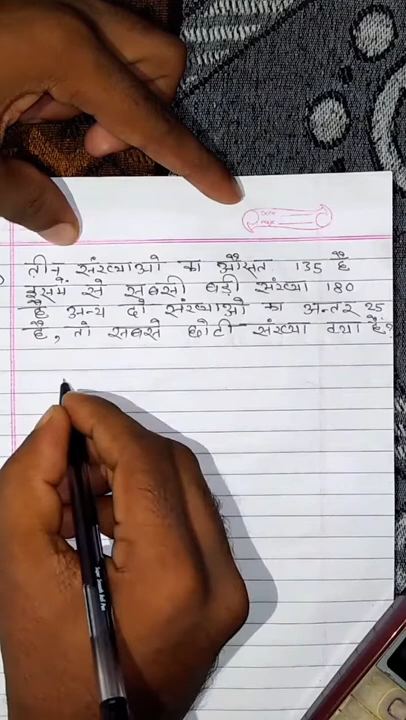 तीन संख्याओ का औसत 135 है
इसमें से सबसी बड़ी संख्या 180
है अन्य दो संख्याओ का अन्तर 25
है, तो सबसे छोटी संख्या क्या है?